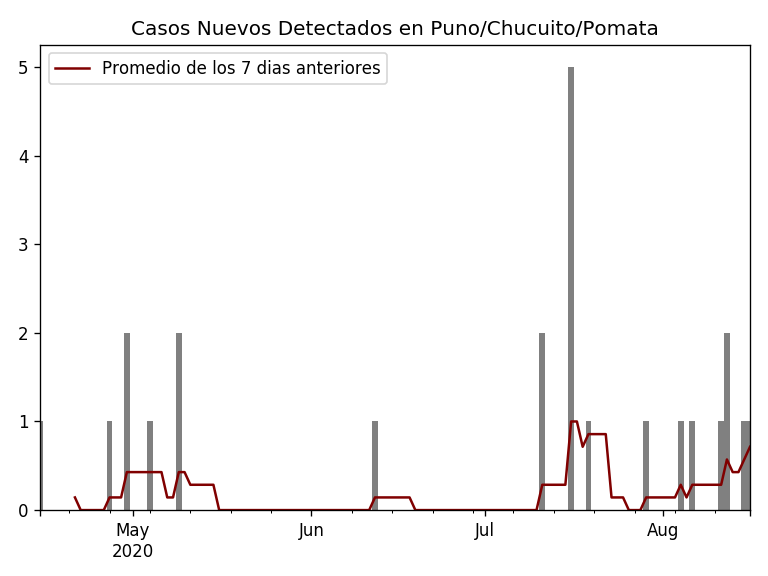 Casos Nuevos Detectados en Puno/Chucuito/Pomata
Promedio de los 7 dias anteriores
5
4
3
2
1
0
May Jun Jul Aug
2020